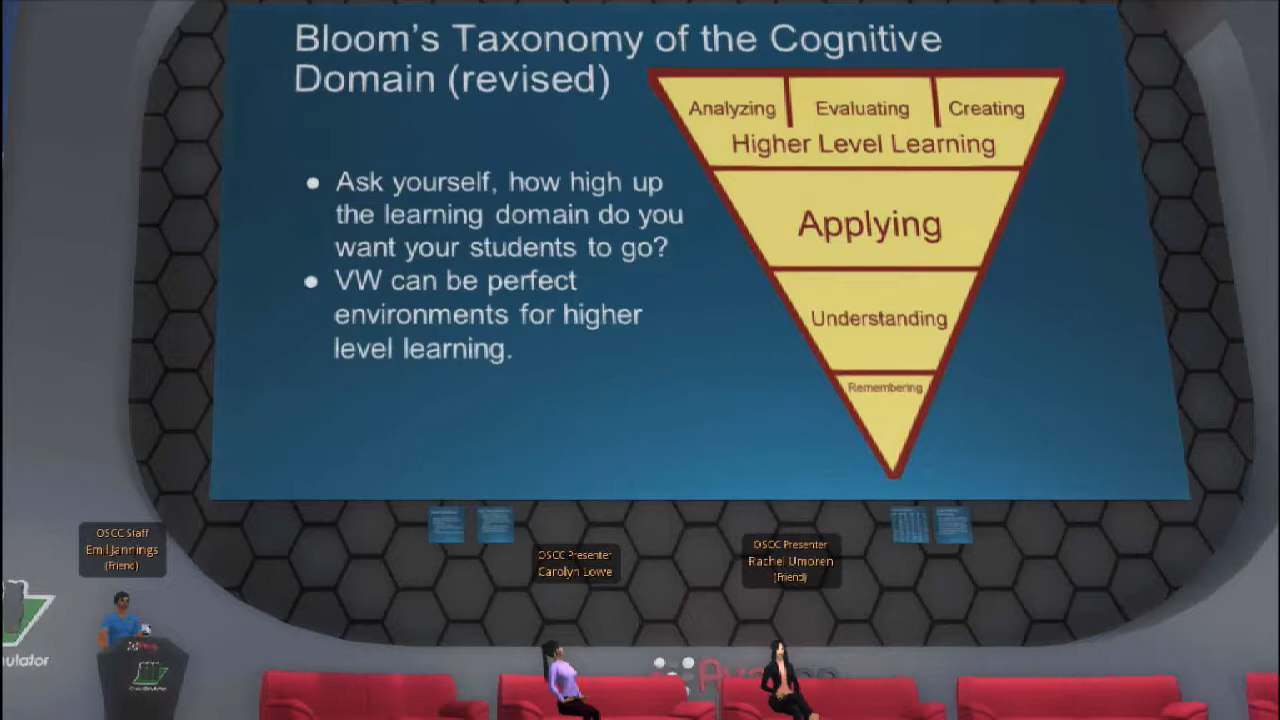 Bloom's Taxonomy of the Cognitive
Domain (revised)
Analyzing
Evaluating
Creating
Higher Level Learning
Applying
Understanding
Remembering
● Ask yourself, how high up
the learning domain do you
want your students to go?
● VW can be perfect
environments for higher
level learning.
OSCC Staff
Emil Jannings
(Friend)
OSCC Presenter
Carolyn Lowe
OSCC Presenter
Rachel Umoren
(Friend)